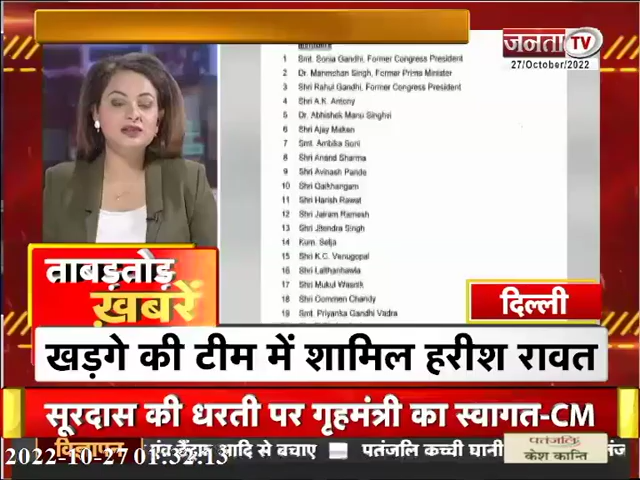 जनता TV
27/October/2022
1 Smt. Sonia Gandhi, Former Congress President
2 Dr. Manmohan Singh, Former Prime Minister
3 Shri Rahul Gandhi, Former Congress President
4 Shri A.K. Antony
5 Dr. Abhishek Manu Singhvi
6 Shri Ajay Maken
7 Smt. Ambika Soni
8 Shri Anand Sharma
9 Shri Avinash Pande
10 Shri Gaikhangam
11 Shri Harish Rawat
12 Shri Jairam Ramesh
13 Shri Jitendra Singh
14 Kum. Selja
15 Shri K.C. Venugopal
16 Shri Lalthanhawla
17 Shri Mukul Wasnik
18 Shri Oommen Chandy
19 Smt. Priyanka Gandhi Vadra
ताबड़तोड़
ख़बरें
दिल्ली
खड़गे की टीम में शामिल हरीश रावत
सूरदास की धरती पर गृहमंत्री का स्वागत-CM
विज्ञापन
आदि से बचाए पतंजलि कच्ची घानी
पतंजलि
केश कान्ति
2022-10-27 01:32:13